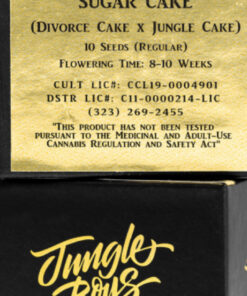 SUGAR CAKE
(DIVORCE CAKE X JUNGLE CAKE)
10 SEEDS (REGULAR)
FLOWERING TIME: 8-10 WEEKS
CULT LIC#: CCL19-0004901
DSTR LIC#: C11-0000214-LIC
(323) 269-2455
"THIS PRODUCT HAS NOT BEEN TESTED
PURSUANT TO THE MEDICINAL AND ADULT-USE
CANNABIS REGULATION AND SAFETY ACT"
Jungle
Boys